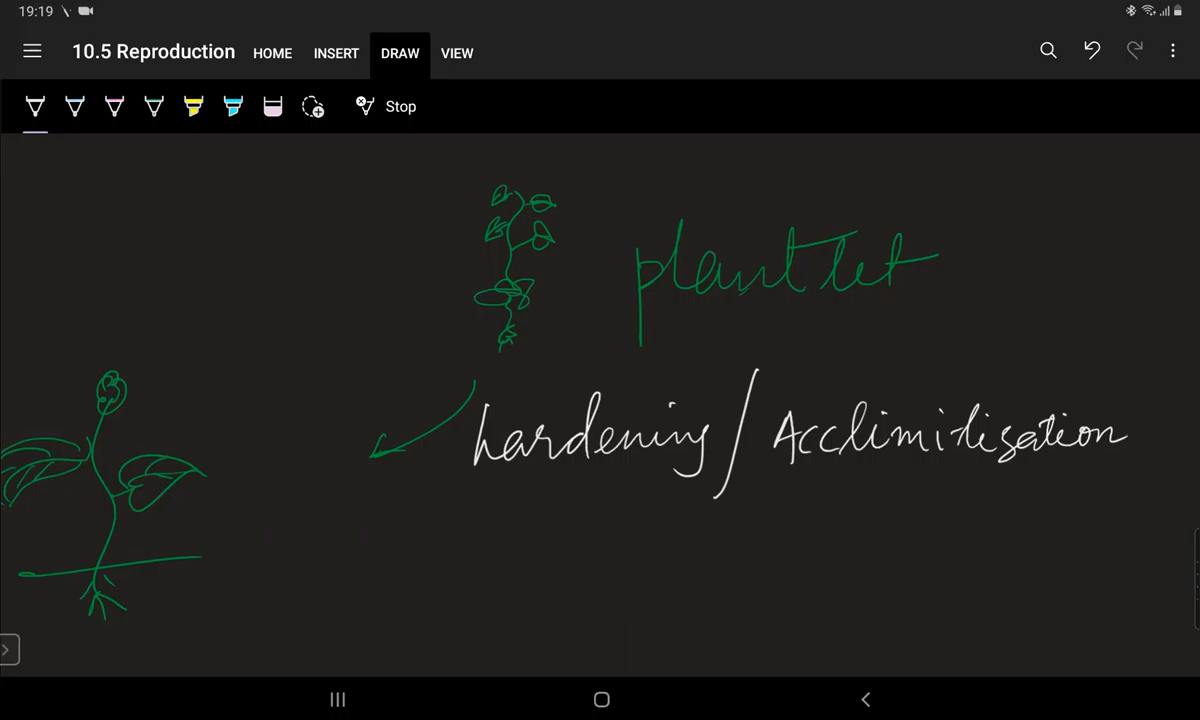 19:19
10.5 Reproduction HOME INSERT DRAW VIEW
Stop
plantlet
hardening/Acclimitisation